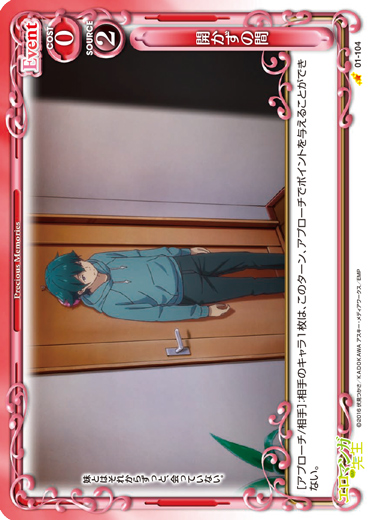 Event
COST
0
SOURCE
2
開かずの間
Precious Memories
妹とはそれからずっと、会っていない。
[アプローチ/相手]:相手のキャラ1枚は、このターン、アプローチでポイントを与えることができ
ない。
エロマンガ
先生
©2016 伏見つかさ/KADOKAWA アスキー・メディアワークス/EMP
01-104